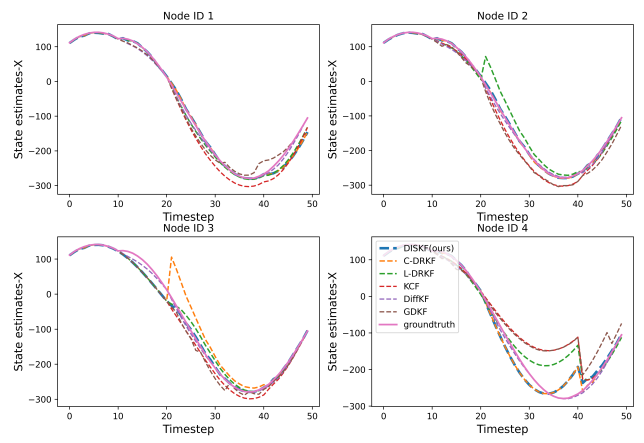 Node ID 1
State estimates-X
100
0
−100
−200
−300
0
10
20
30
40
50
Timestep
Node ID 2
State estimates-X
100
0
−100
−200
−300
0
10
20
30
40
50
Timestep
Node ID 3
State estimates-X
100
0
−100
−200
−300
0
10
20
30
40
50
Timestep
Node ID 4
State estimates-X
100
0
−100
−200
−300
0
10
20
30
40
50
Timestep
DISKF(ours)
C-DRKF
L-DRKF
KCF
DiffKF
GDKF
groundtruth